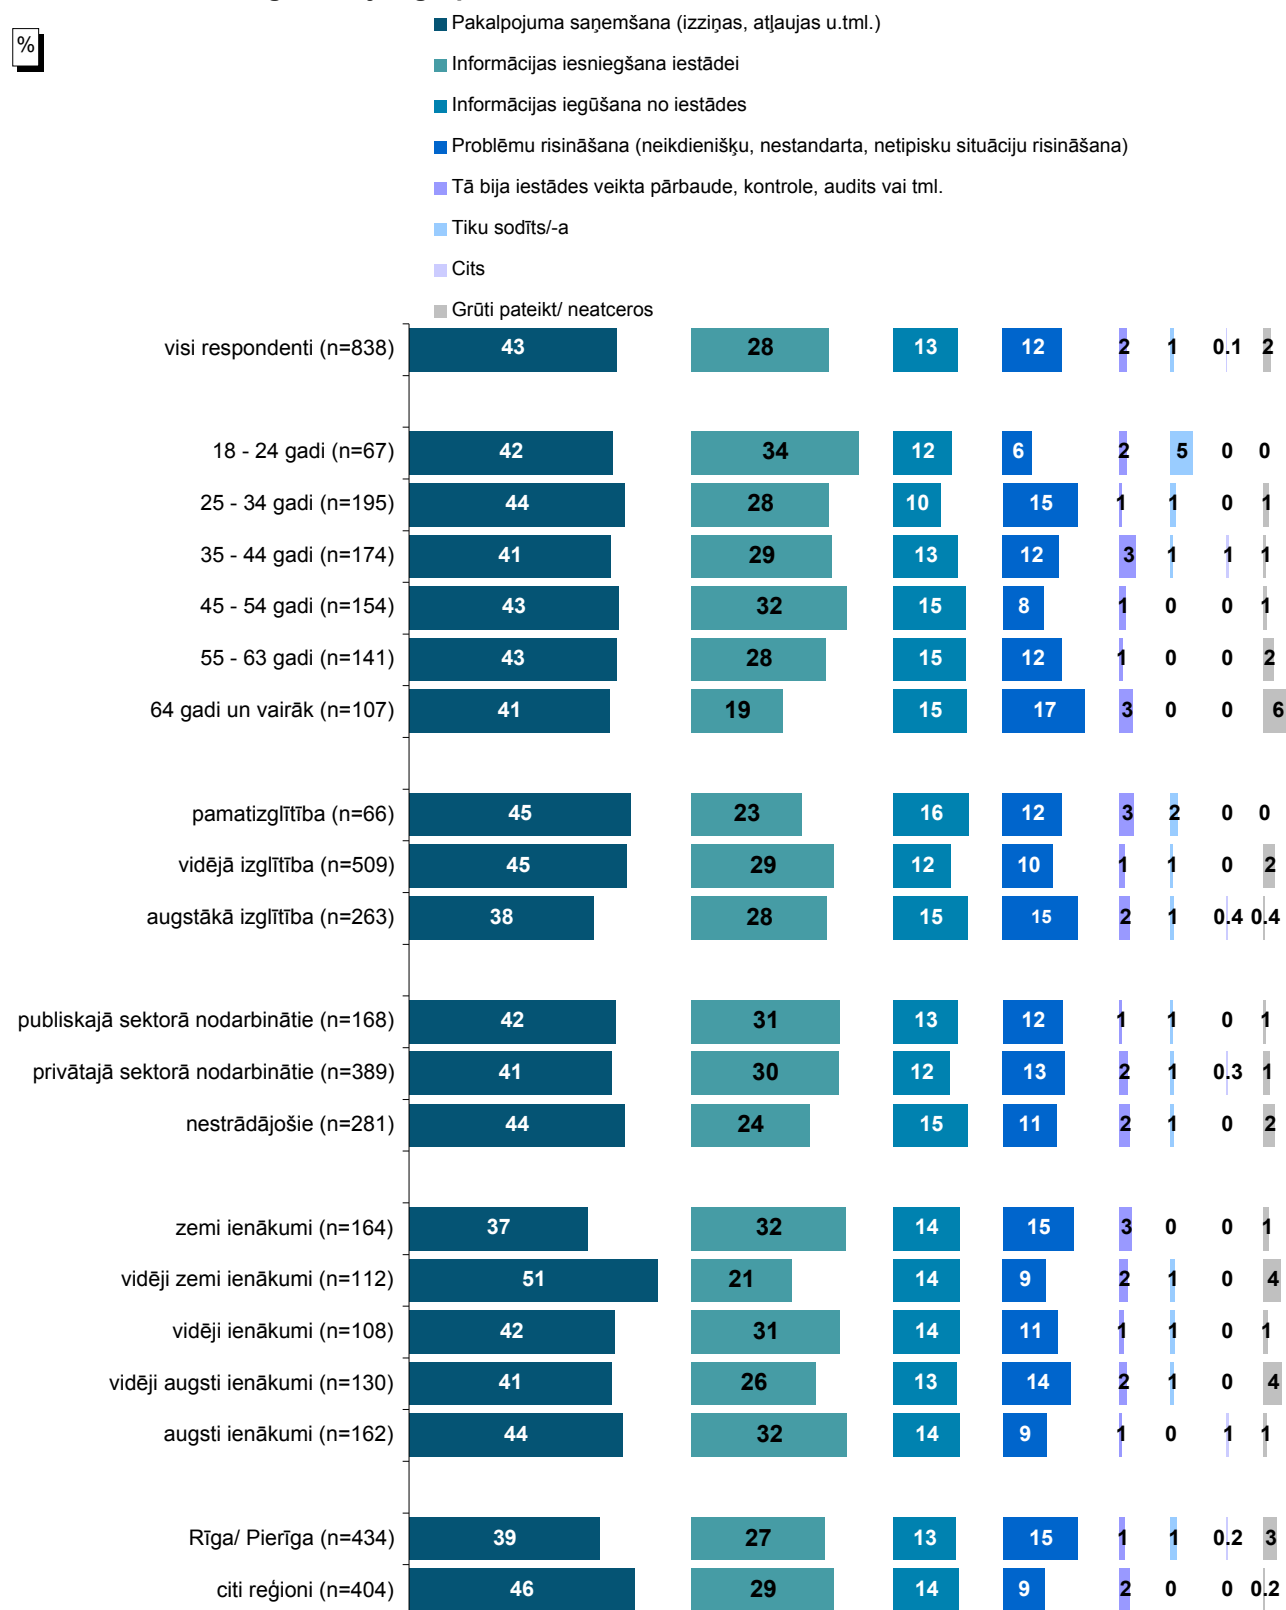 %
Pakalpojuma saņemšana (izziņas, atļaujas u.tml.)
Informācijas iesniegšana iestādei
Informācijas iegūšana no iestādes
Problēmu risināšana (neikdienišķu, nestandarta, netipisku situāciju risināšana)
Tā bija iestādes veikta pārbaude, kontrole, audits vai tml.
Tiku sodīts/-a
Cits
Grūti pateikt/ neatceros
visi respondenti (n=838) 43 28 13 12 2 1 0.1 2
18 - 24 gadi (n=67) 42 34 12 6 2 5 0 0
25 - 34 gadi (n=195) 44 28 10 15 1 1 0 1
35 - 44 gadi (n=174) 41 29 13 12 3 1 1 1
45 - 54 gadi (n=154) 43 32 15 8 1 0 0 1
55 - 63 gadi (n=141) 43 28 15 12 1 0 0 2
64 gadi un vairāk (n=107) 41 19 15 17 3 0 0 6
pamatizglītība (n=66) 45 23 16 12 3 2 0 0
vidējā izglītība (n=509) 45 29 12 10 1 1 0 2
augstākā izglītība (n=263) 38 28 15 15 2 1 0.4 0.4
publiskajā sektorā nodarbinātie (n=168) 42 31 13 12 1 1 0 1
privātajā sektorā nodarbinātie (n=389) 41 30 12 13 2 1 0.3 1
nestrādājošie (n=281) 44 24 15 11 2 1 0 2
zemi ienākumi (n=164) 37 32 14 15 3 0 0 1
vidēji zemi ienākumi (n=112) 51 21 14 9 2 1 0 4
vidēji ienākumi (n=108) 42 31 14 11 1 1 0 1
vidēji augsti ienākumi (n=130) 41 26 13 14 2 1 0 4
augsti ienākumi (n=162) 44 32 14 9 1 0 1 1
Rīga/ Pierīga (n=434) 39 27 13 15 1 1 0.2 3
citi reģioni (n=404) 46 29 14 9 2 0 0 0.2